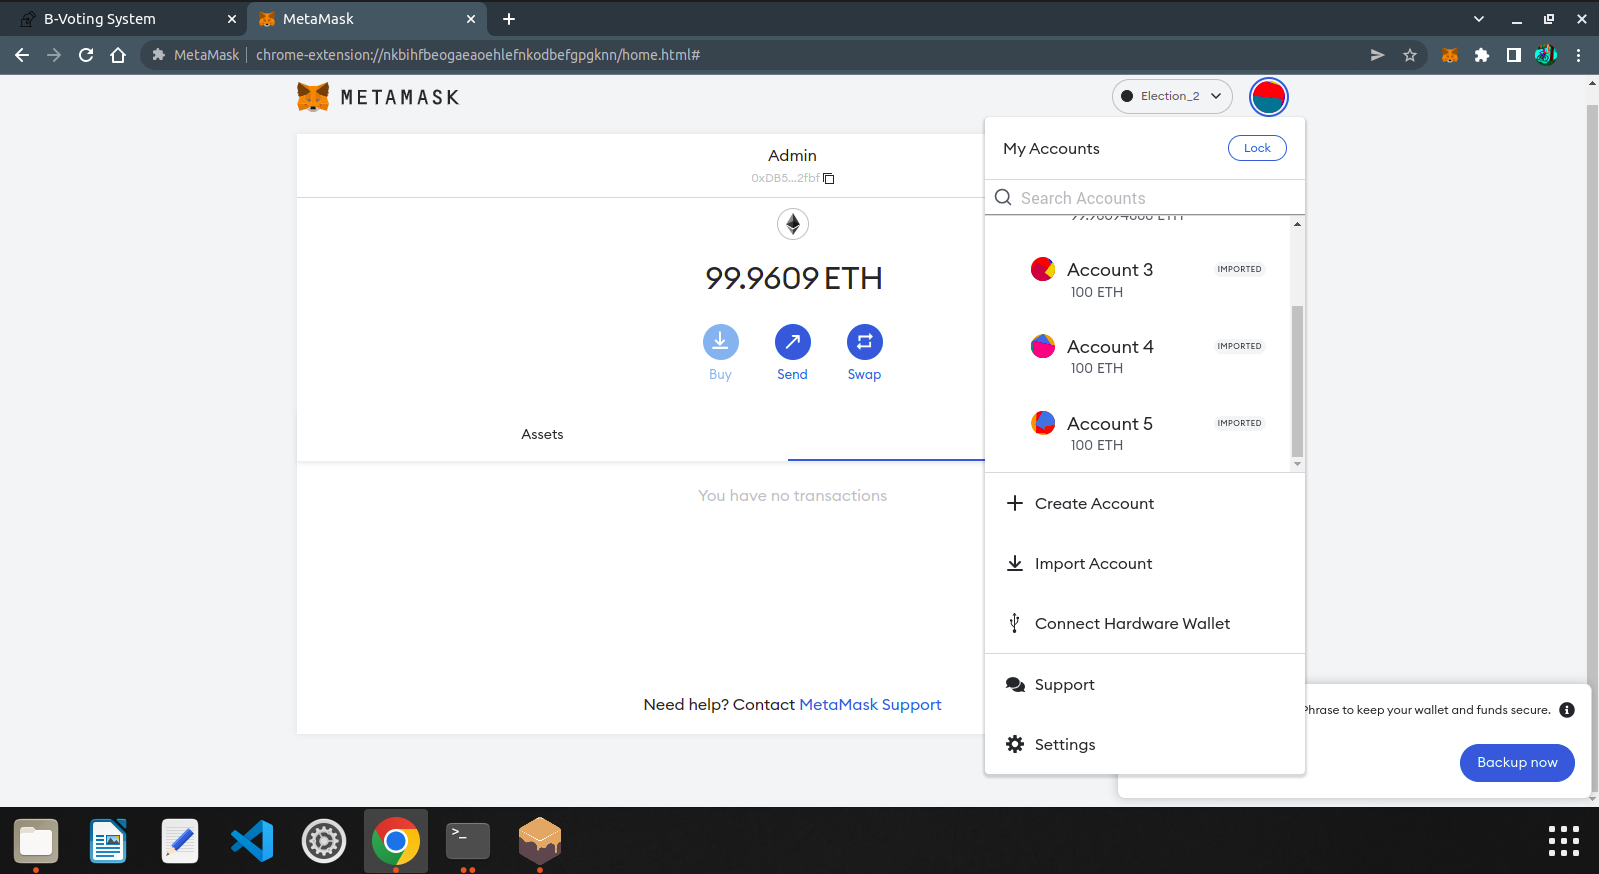 B-Voting System
MetaMask
MetaMask
chrome-extension://nkbihfbeogaeaoehlefnkodbefgpgknn/home.html#
METAMASK
Election_2
Admin
0xDB5...2fbf
99.9609 ETH
Buy
Send
Swap
Assets
You have no transactions
Need help? Contact MetaMask Support
My Accounts
Lock
Search Accounts
Account 3
IMPORTED
100 ETH
Account 4
IMPORTED
100 ETH
Account 5
IMPORTED
100 ETH
Create Account
Import Account
Connect Hardware Wallet
Support
Settings
Phrase to keep your wallet and funds secure.
Backup now